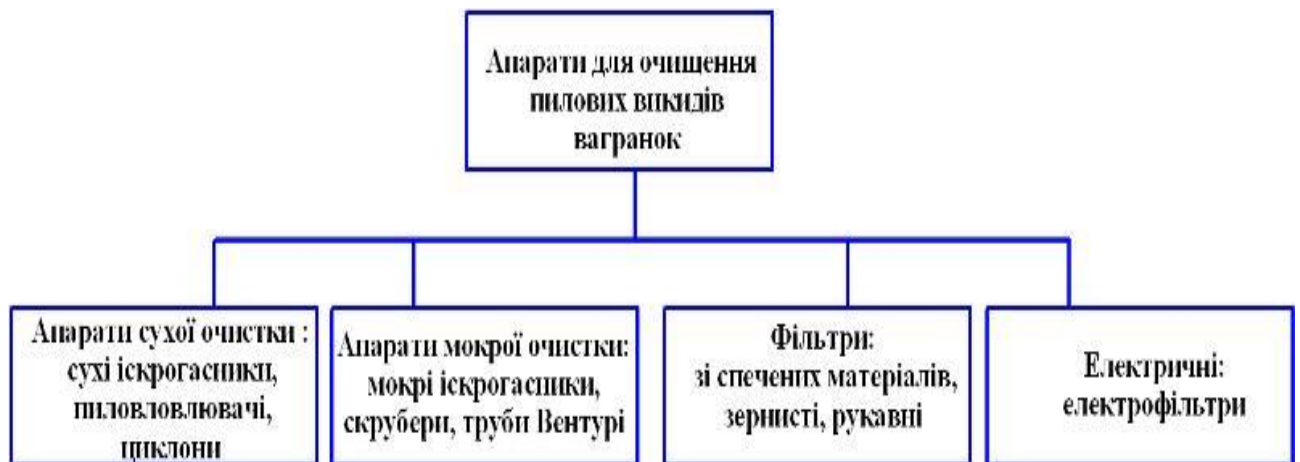 Апарати для очищення
пилових викидів
вагранок
Апарати сухої очистки :
сухі іскрогасники,
пиловловлювачі,
циклони
Апарати мокрої очистки:
мокрі іскрогасники,
скрубери, труби Вентурі
Фільтри:
зі спечених матеріалів,
зернисті, рукавні
Електричні:
електрофільтри